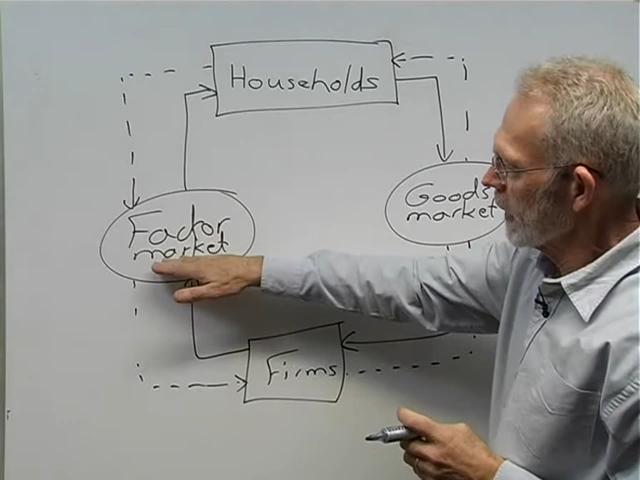 Households
Factor
market
Goods
market
Firms